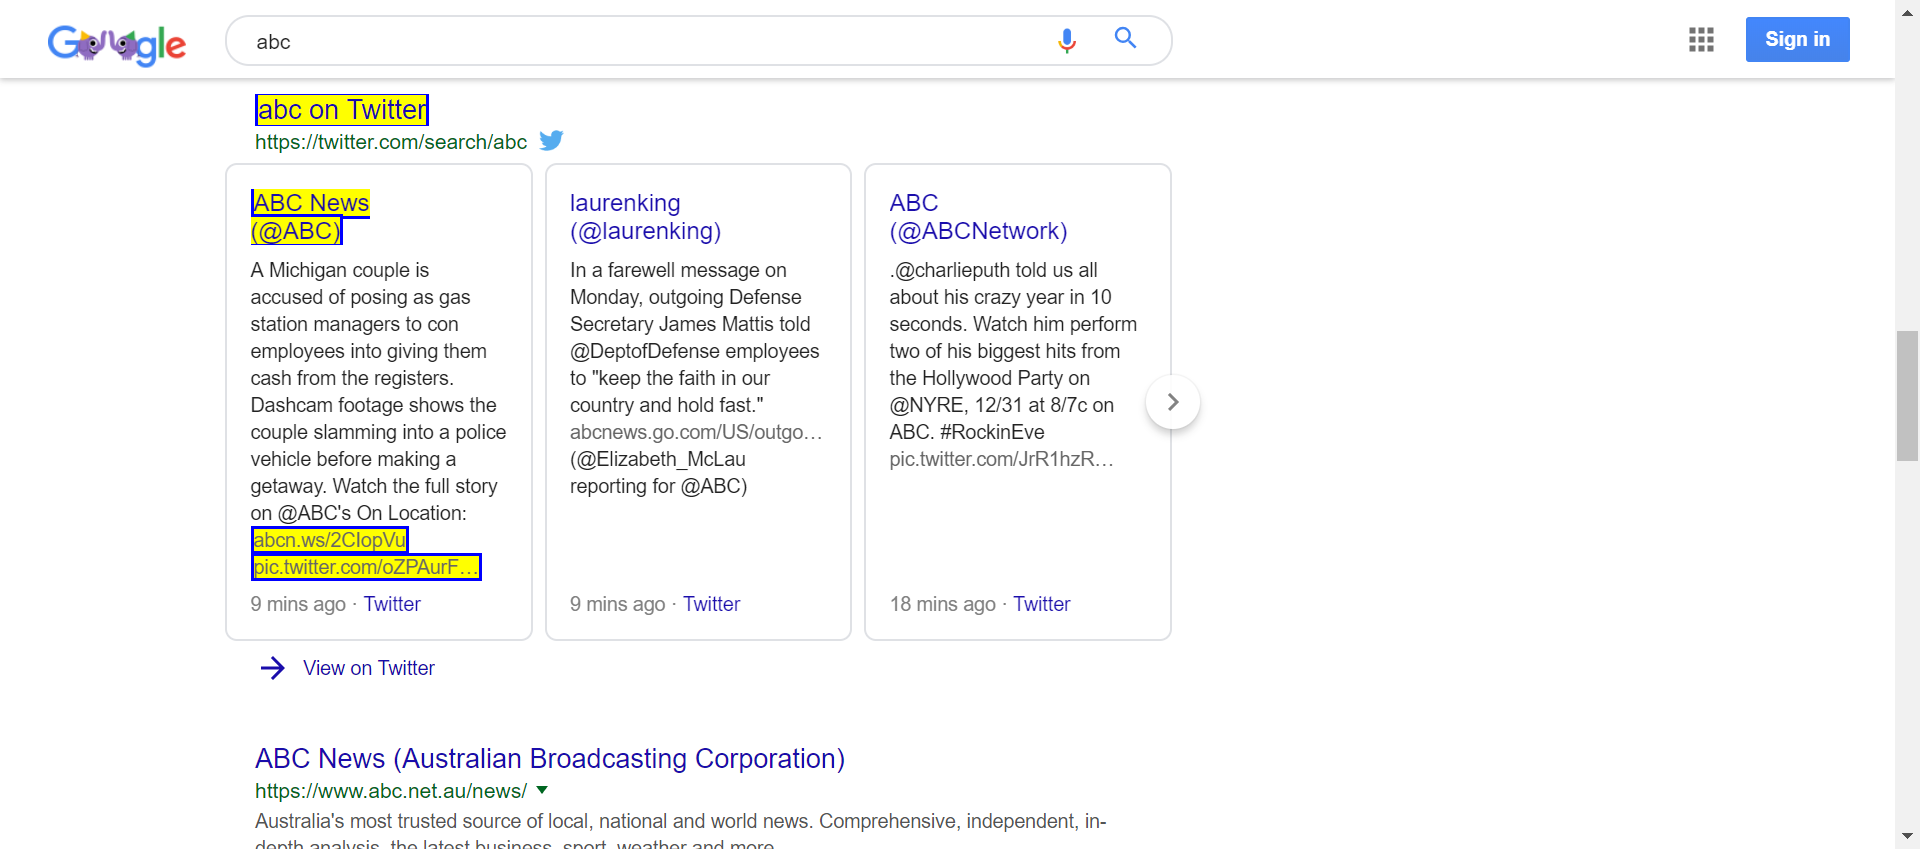 Google
abc
Sign in
abc on Twitter
https://twitter.com/search/abc
ABC News
(@ABC)
A Michigan couple is
accused of posing as gas
station managers to con
employees into giving them
cash from the registers.
Dashcam footage shows the
couple slamming into a police
vehicle before making a
getaway. Watch the full story
on @ABC's On Location:
abcn.ws/2CIopVu
pic.twitter.com/oZPAurF…
9 mins ago · Twitter
laurenking
(@laurenking)
In a farewell message on
Monday, outgoing Defense
Secretary James Mattis told
@DeptofDefense employees
to "keep the faith in our
country and hold fast."
abcnews.go.com/US/outgo…
(@Elizabeth_McLau
reporting for @ABC)
9 mins ago · Twitter
ABC
(@ABCNetwork)
.@charlieputh told us all
about his crazy year in 10
seconds. Watch him perform
two of his biggest hits from
the Hollywood Party on
@NYRE, 12/31 at 8/7c on
ABC. #RockinEve
pic.twitter.com/JrR1hzR…
18 mins ago · Twitter
View on Twitter
ABC News (Australian Broadcasting Corporation)
https://www.abc.net.au/news/
Australia's most trusted source of local, national and world news. Comprehensive, independent, in-
depth analysis, the latest business, sport, weather and more.